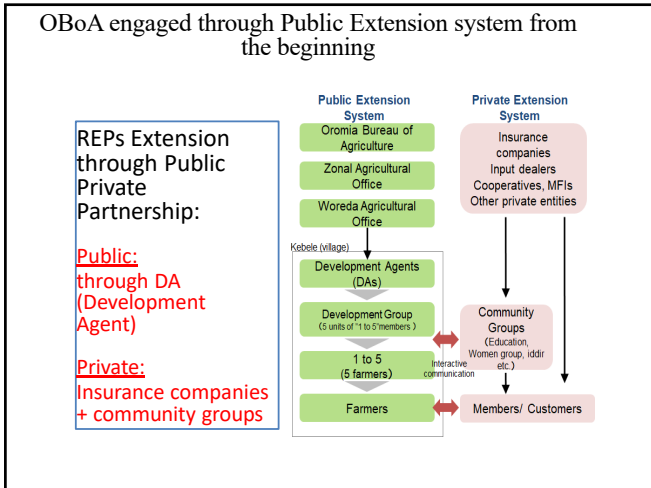 OBoA engaged through Public Extension system from
the beginning
REPs Extension
through Public
Private
Partnership:
Public:
through DA
(Development
Agent)
Private:
Insurance companies
+ community groups
Public Extension
System
Oromia Bureau of
Agriculture
Zonal Agricultural
Office
Woreda Agricultural
Office
Kebele (village)
Development Agents
(DAs)
Development Group
(5 units of "1 to 5"members )
1 to 5
(5 farmers)
Farmers
Interactive
communication
Private Extension
System
Insurance
companies
Input dealers
Cooperatives, MFIs
Other private entities
Community
Groups
(Education,
Women group, iddir
etc.)
Members/ Customers